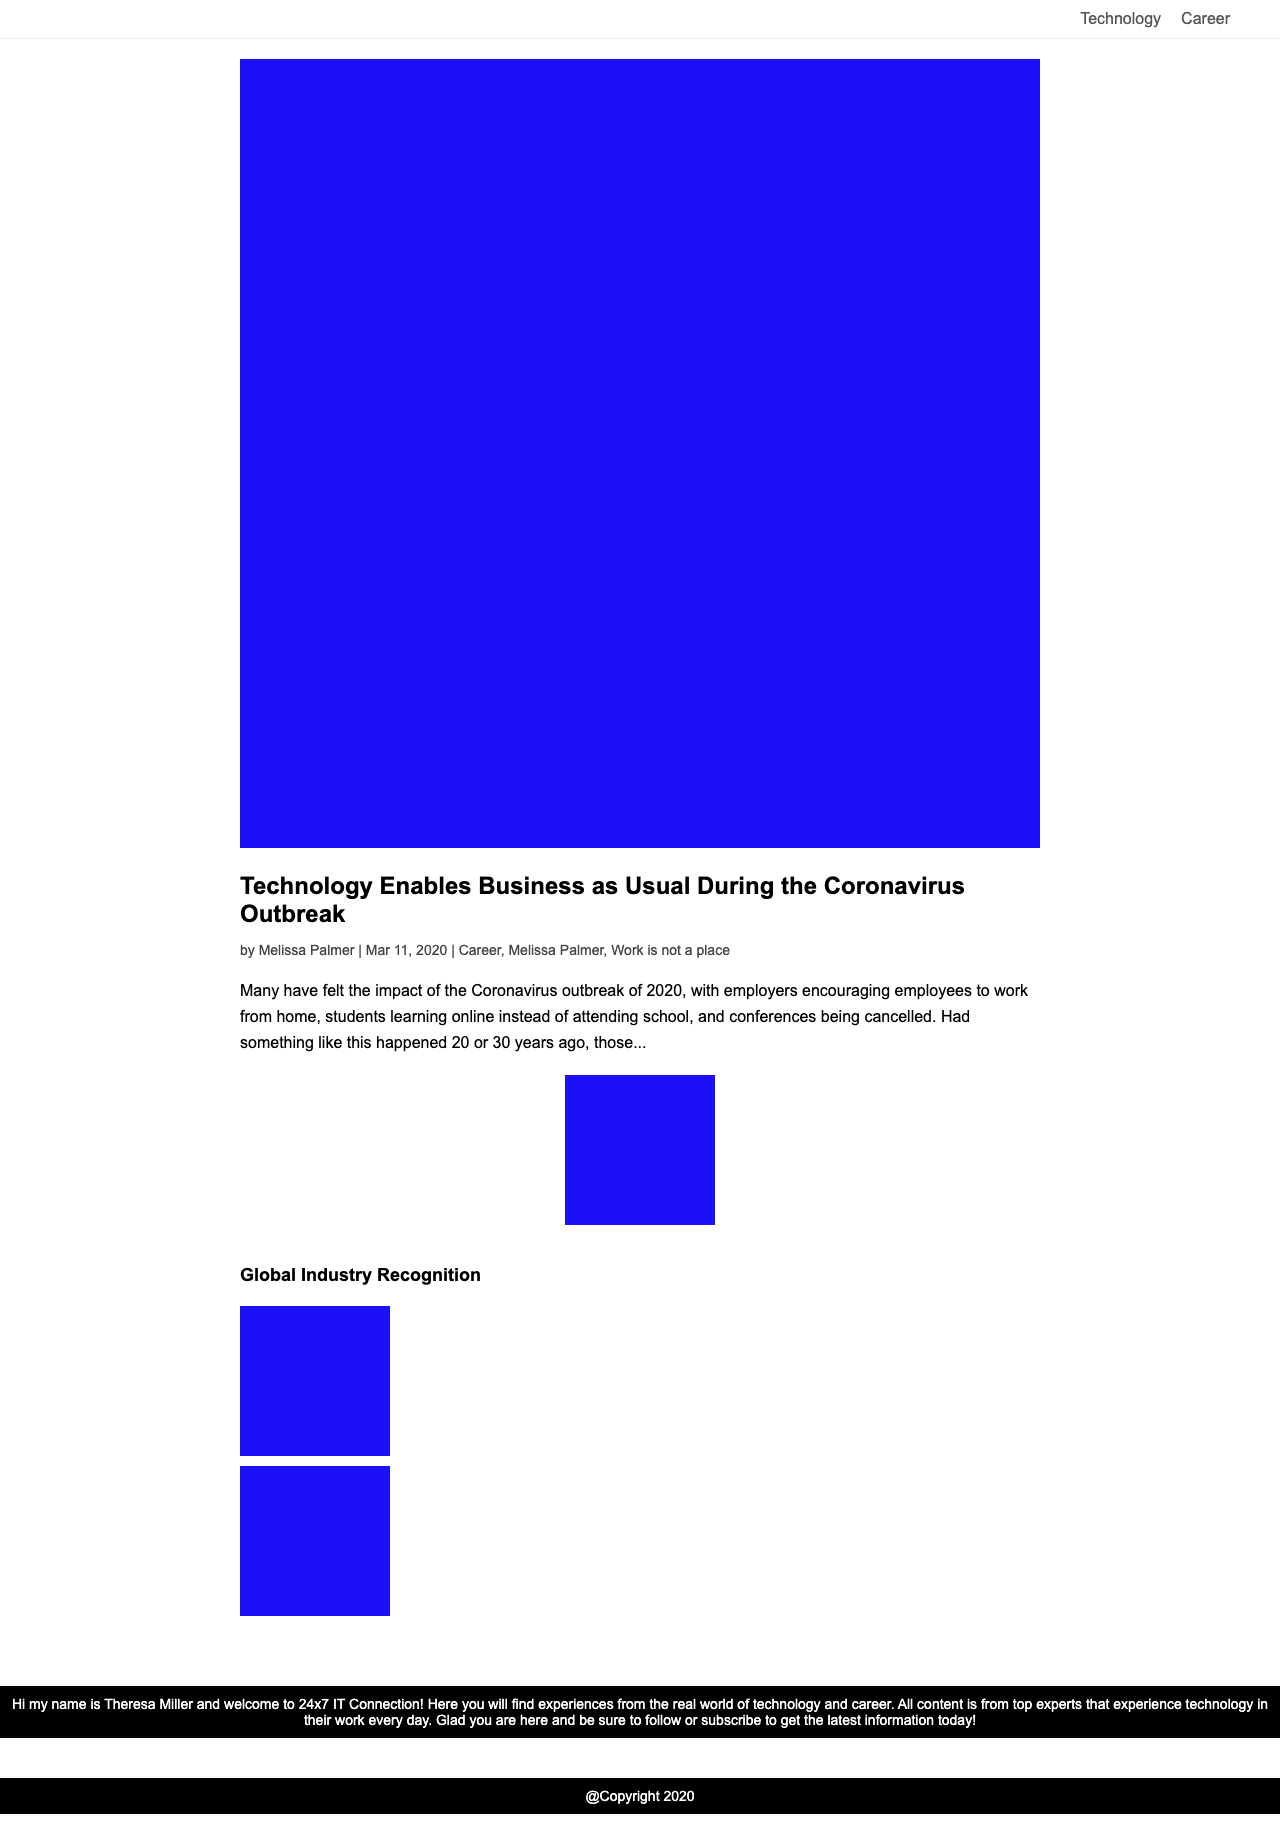 Technology Career
Technology Enables Business as Usual During the Coronavirus
Outbreak
by Melissa Palmer | Mar 11, 2020 | Career, Melissa Palmer, Work is not a place
Many have felt the impact of the Coronavirus outbreak of 2020, with employers encouraging employees to work
from home, students learning online instead of attending school, and conferences being cancelled. Had
something like this happened 20 or 30 years ago, those...
Global Industry Recognition
Hi my name is Theresa Miller and welcome to 24x7 IT Connection! Here you will find experiences from the real world of technology and career. All content is from top experts that experience technology in
their work every day. Glad you are here and be sure to follow or subscribe to get the latest information today!
@Copyright 2020